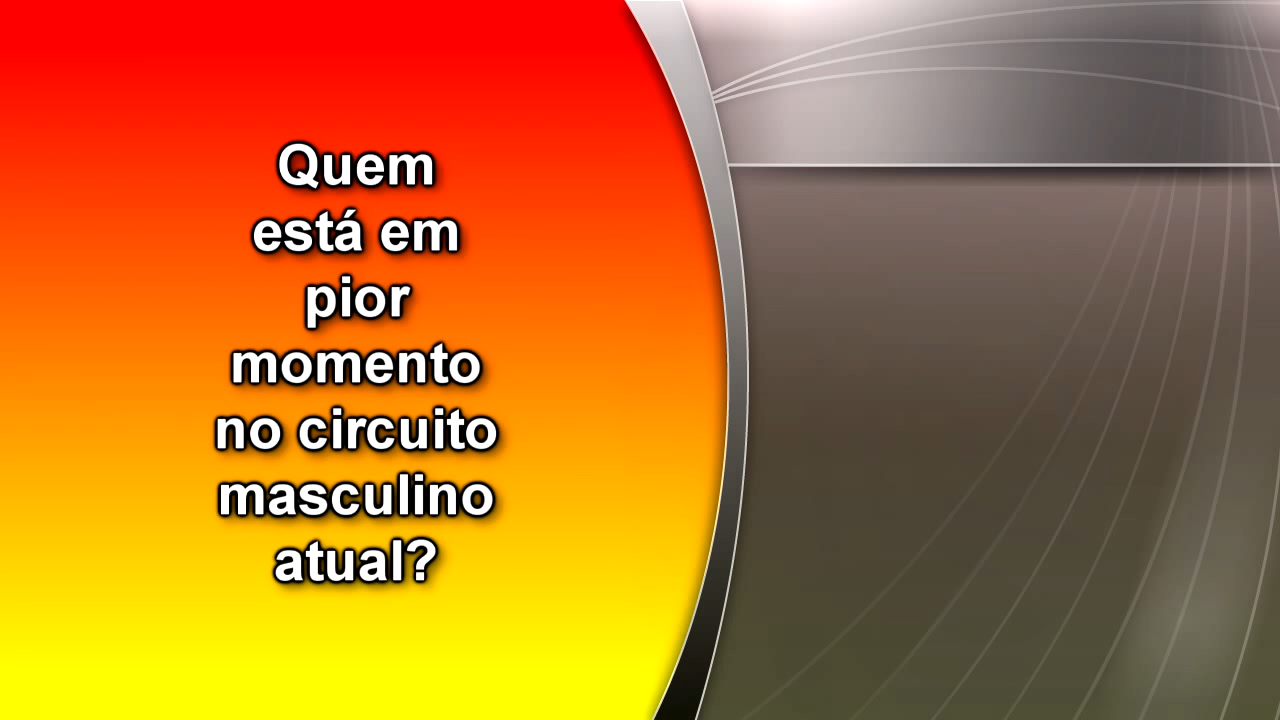 Quem
está em
pior
momento
no circuito
masculino
atual?